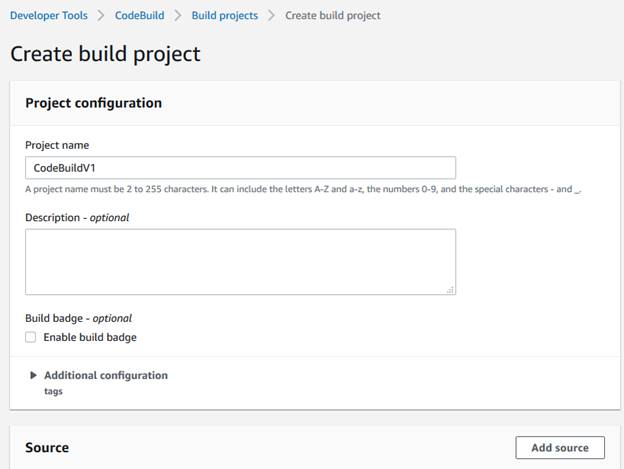 Developer Tools > CodeBuild > Build projects > Create build project
Create build project
Project configuration
Project name
CodeBuildV1
A project name must be 2 to 255 characters. It can include the letters A-Z and a-z, the numbers 0-9, and the special characters - and _.
Description - optional
Build badge - optional
Enable build badge
Additional configuration
tags
Source
Add source